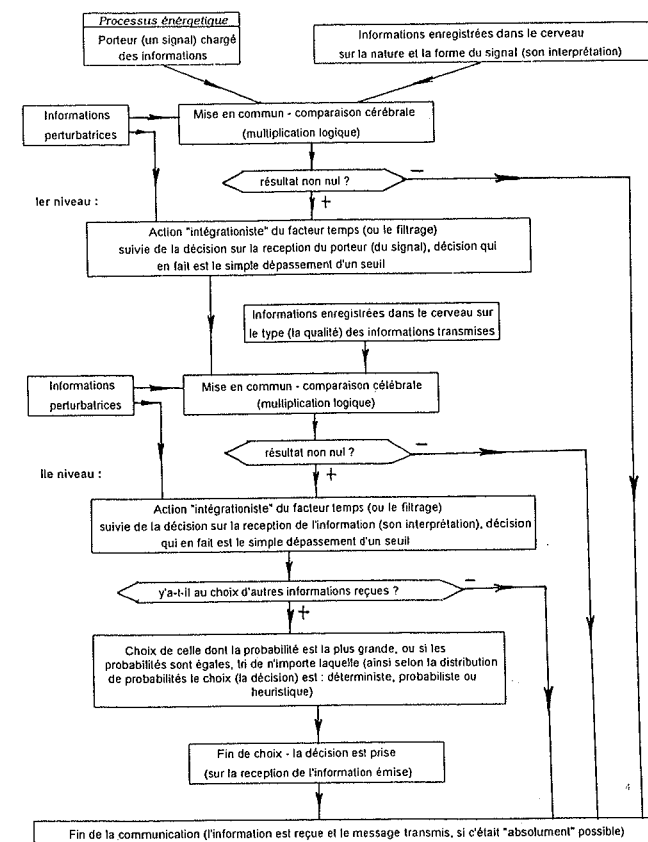 Processus énérgetique
Porteur (un signal) chargé
des informations
Informations enregistrées dans le cerveau
sur la nature et la forme du signal (son interprétation)
Informations
perturbatrices
Mise en commun - comparaison cérébrale
(multiplication logique)
résultat non nul ?
−
+
Ier niveau :
Action "intégrationiste" du facteur temps (ou le filtrage)
suivie de la décision sur la reception du porteur (du signal), décision qui
en fait est le simple dépassement d'un seuil
Informations enregistrées dans le cerveau sur
le type (la qualité) des informations transmises
Informations
perturbatrices
Mise en commun - comparaison célébrale
(multiplication logique)
résultat non nul ?
−
+
IIe niveau :
Action "intégrationiste" du facteur temps (ou le filtrage)
suivie de la décision sur la reception de l'information (son interprétation), décision
qui en fait est le simple dépassement d'un seuil
y'a-t-il au choix d'autres informations reçues ?
−
+
Choix de celle dont la probabilité est la plus grande, ou si les
probabilités sont égales, tri de n'importe laquelle (ainsi selon la distribution
de probabilités le choix (la décision) est : déterministe, probabiliste ou
heuristique)
Fin de choix - la décision est prise
(sur la reception de l'information émise)
Fin de la communication (l'information est reçue et le message transmis, si c'était "absolument" possible)